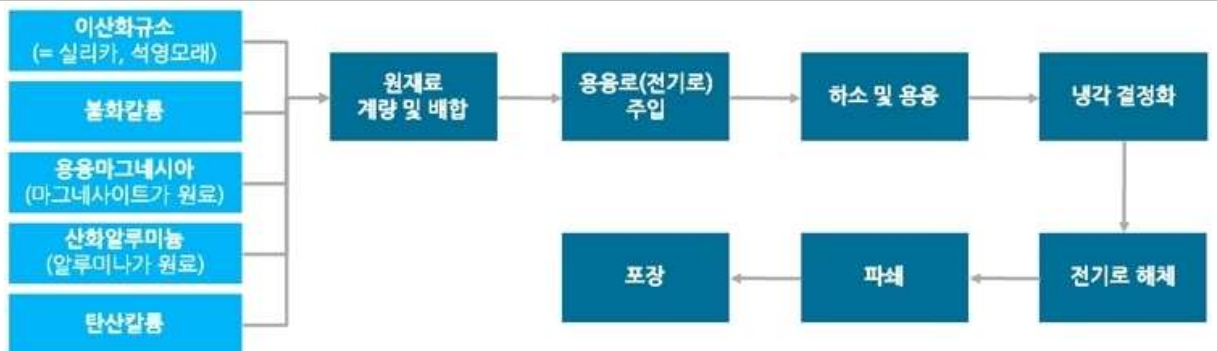 이산화규소
(= 실리카, 석영모래)
불화칼륨
용융마그네시아
(마그네사이트가 원료)
산화알루미늄
(알루미나가 원료)
탄산칼륨
원재료
계량 및 배합
용융로(전기로)
주입
하소 및 용융
냉각 결정화
전기로 해체
파쇄
포장